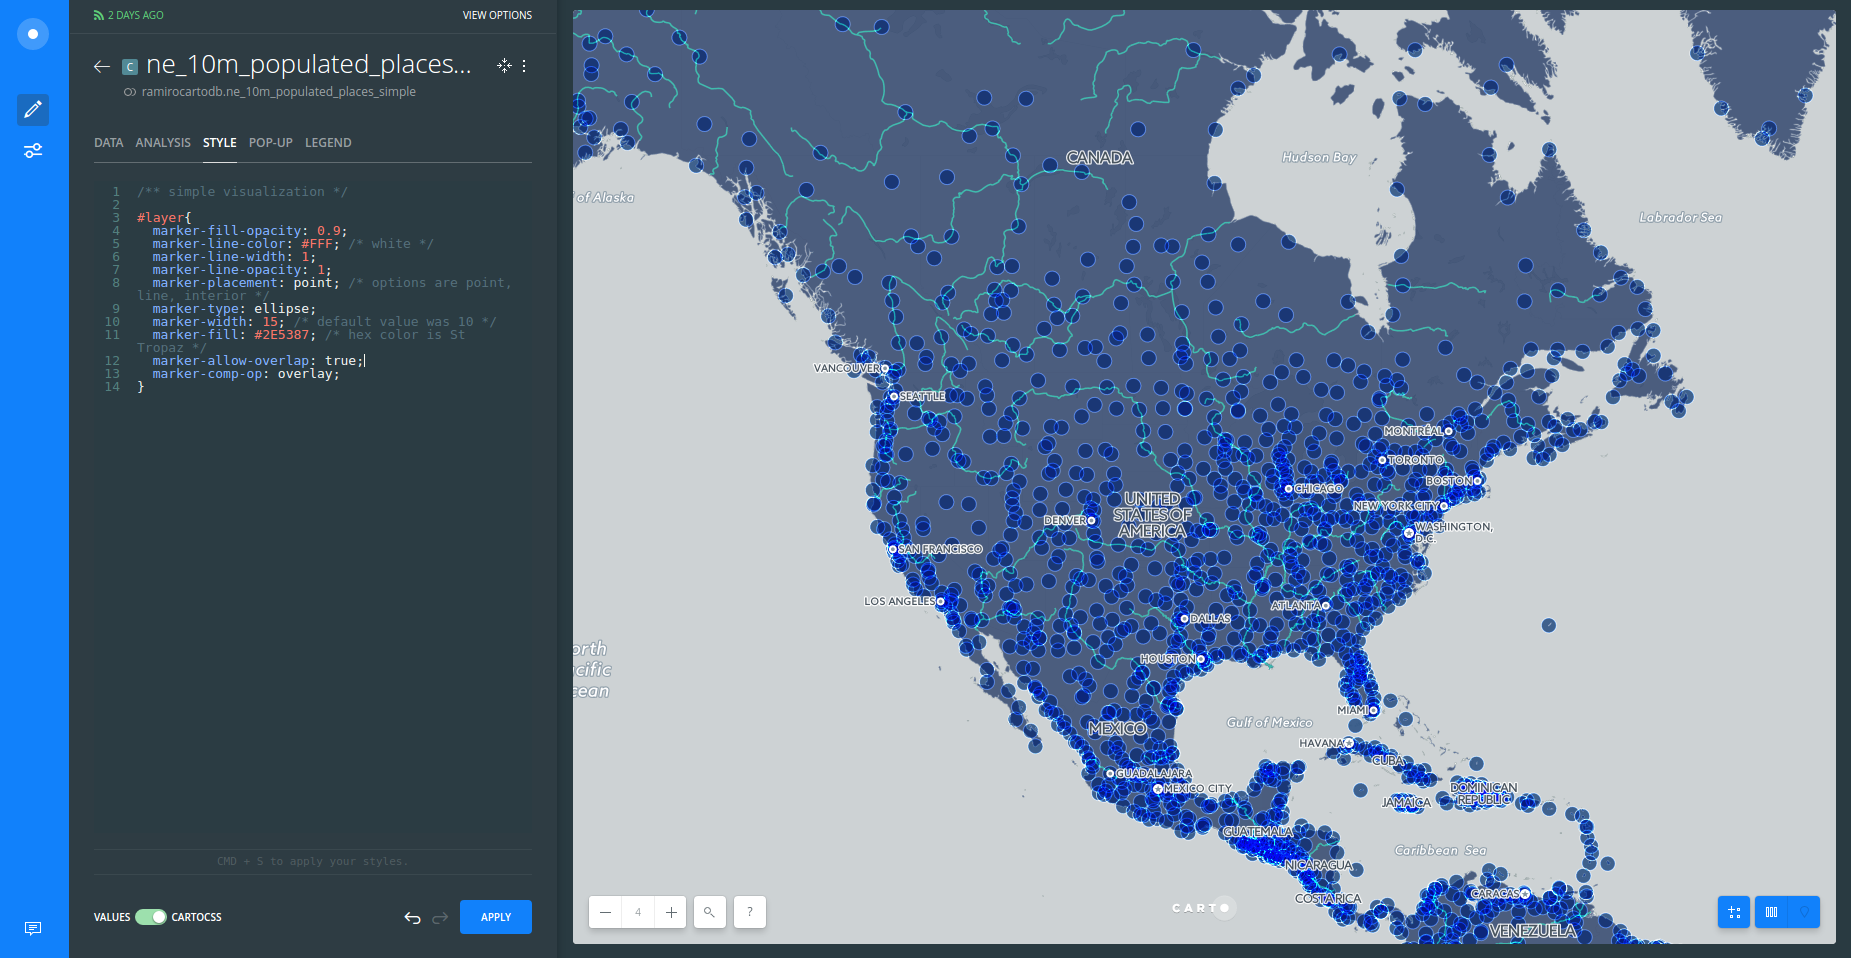 2 DAYS AGO
VIEW OPTIONS
C
ne_10m_populated_places...
ramirocartodb.ne_10m_populated_places_simple
DATA ANALYSIS STYLE POP-UP LEGEND
1 /** simple visualization */
2
3 #layer{
4 marker-fill-opacity: 0.9;
5 marker-line-color: #FFF; /* white */
6 marker-line-width: 1;
7 marker-line-opacity: 1;
8 marker-placement: point; /* options are point,
line, interior */
9 marker-type: ellipse;
10 marker-width: 15; /* default value was 10 */
11 marker-fill: #2E5387; /* hex color is St
Tropaz */
12 marker-allow-overlap: true;
13 marker-comp-op: overlay;
14 }
CMD + S to apply your styles.
VALUES CARTOCSS
APPLY
CANADA
Hudson Bay
of Alaska
Labrador Sea
VANCOUVER
SEATTLE
MONTRÉAL
TORONTO
BOSTON
CHICAGO
NEW YORK CITY
UNITED
STATES OF
AMERICA
DENVER
WASHINGTON,
D.C.
SAN FRANCISCO
LOS ANGELES
ATLANTA
DALLAS
orth
cific
cean
HOUSTON
MIAMI
Gulf of Mexico
MEXICO
HAVANA
CUBA
GUADALAJARA
MEXICO CITY
DOMINICAN
REPUBLIC
JAMAICA
GUATEMALA
Caribbean Sea
NICARAGUA
CARACAS
COSTA RICA
VENEZUELA
4
?
CARTO